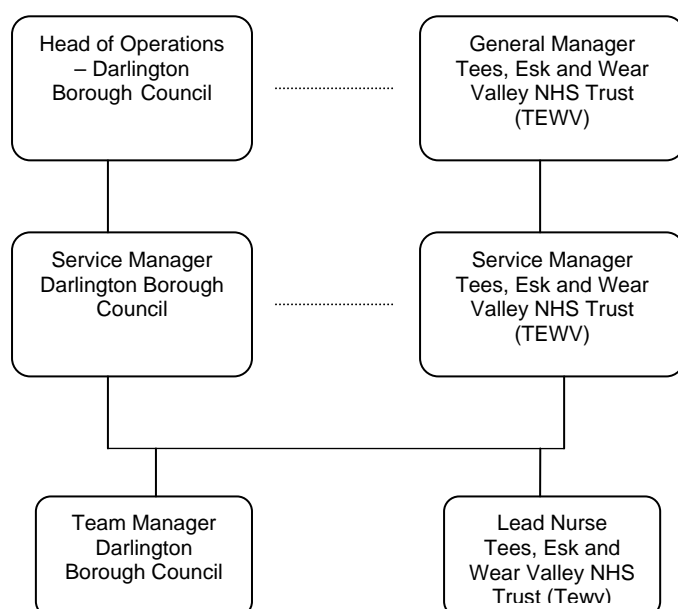 Head of Operations
– Darlington
Borough Council
General Manager
Tees, Esk and Wear
Valley NHS Trust
(TEWV)
Service Manager
Darlington Borough
Council
Service Manager
Tees, Esk and Wear
Valley NHS Trust
(TEWV)
Team Manager
Darlington
Borough Council
Lead Nurse
Tees, Esk and
Wear Valley NHS
Trust (Tewv)